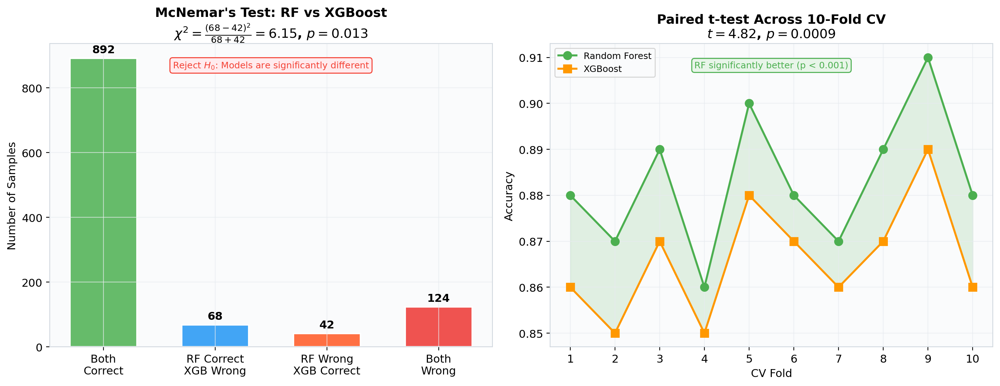 McNemar's Test: RF vs XGBoost
χ² = (68 − 42)² / (68 + 42) = 6.15, p = 0.013
892
Reject H₀: Models are significantly different
800
600
400
200
0
Number of Samples
68
42
124
Both
Correct
RF Correct
XGB Wrong
RF Wrong
XGB Correct
Both
Wrong
Paired t-test Across 10-Fold CV
t = 4.82, p = 0.0009
Random Forest
XGBoost
RF significantly better (p < 0.001)
0.91
0.90
0.89
0.88
0.87
0.86
0.85
Accuracy
1 2 3 4 5 6 7 8 9 10
CV Fold